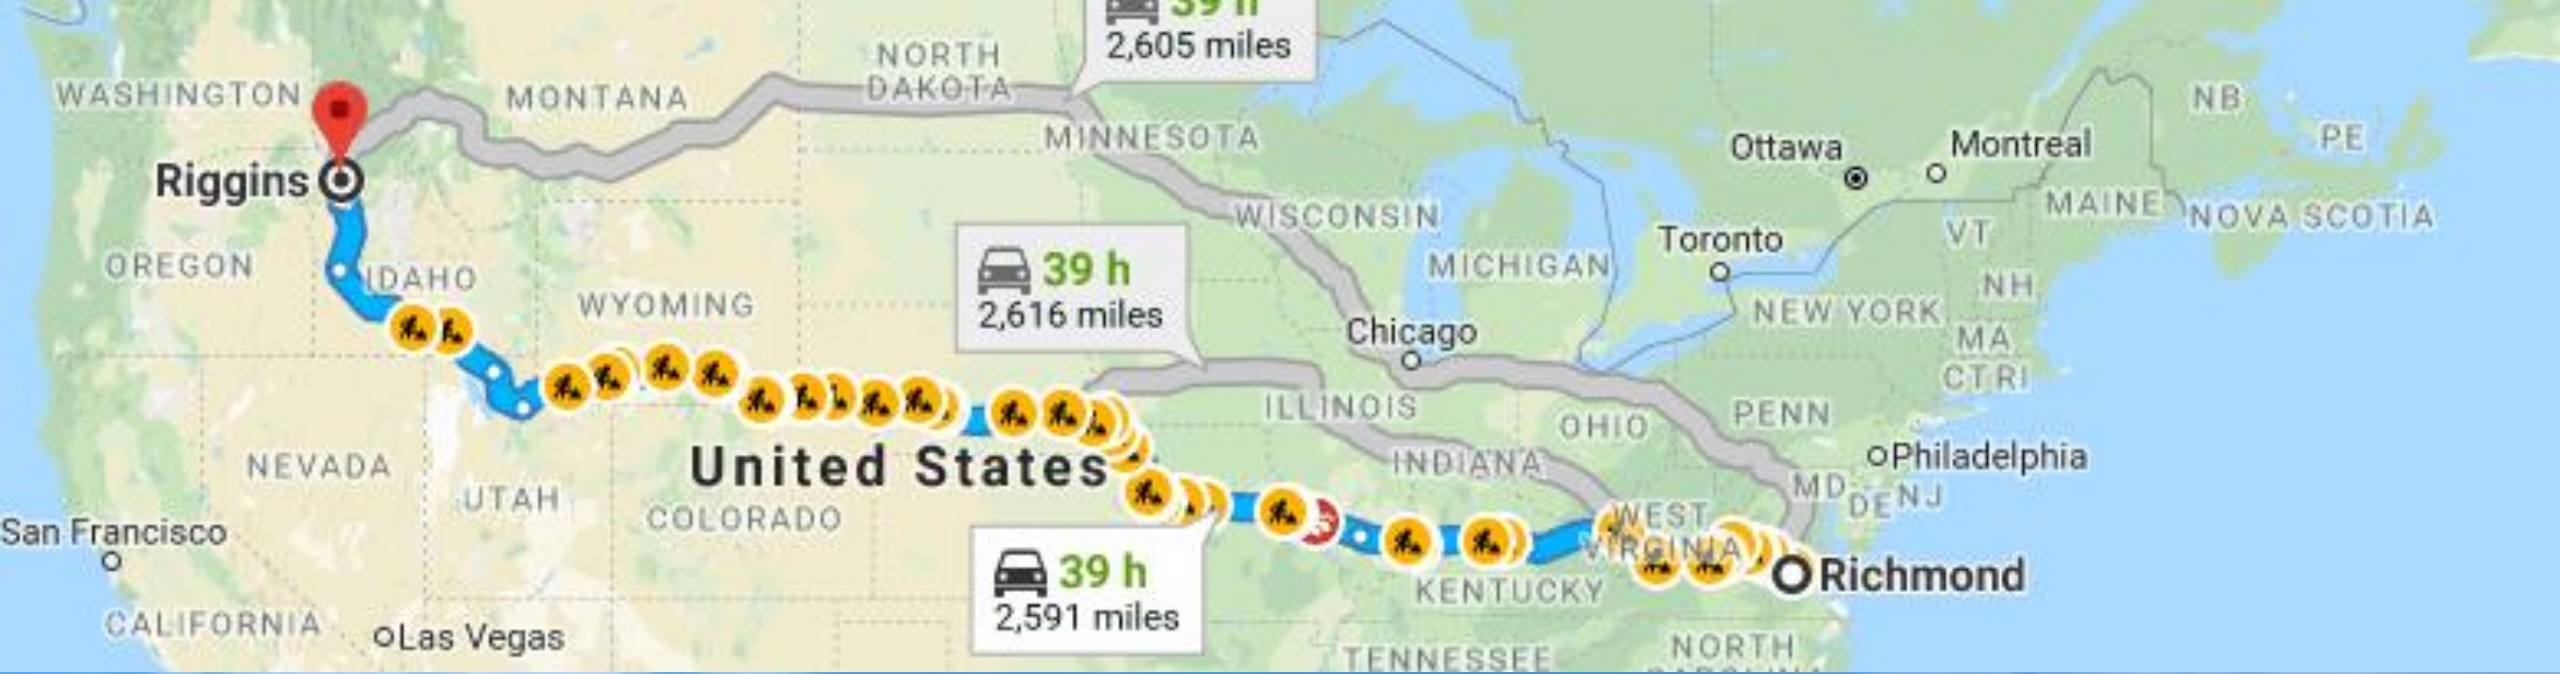 39 h
2,605 miles
NORTH
DAKOTA
WASHINGTON
MONTANA
NB
MINNESOTA
PE
Ottawa
Montreal
Riggins
MAINE
WISCONSIN
NOVA SCOTIA
VT
Toronto
OREGON
IDAHO
39 h
MICHIGAN
NH
WYOMING
2,616 miles
NEW YORK
Chicago
MA
CT RI
ILLINOIS
PENN
OHIO
Philadelphia
NEVADA
United States
INDIANA
MD
DE NJ
UTAH
COLORADO
WEST
VIRGINIA
San Francisco
39 h
2,591 miles
Richmond
KENTUCKY
CALIFORNIA
Las Vegas
TENNESSEE
NORTH